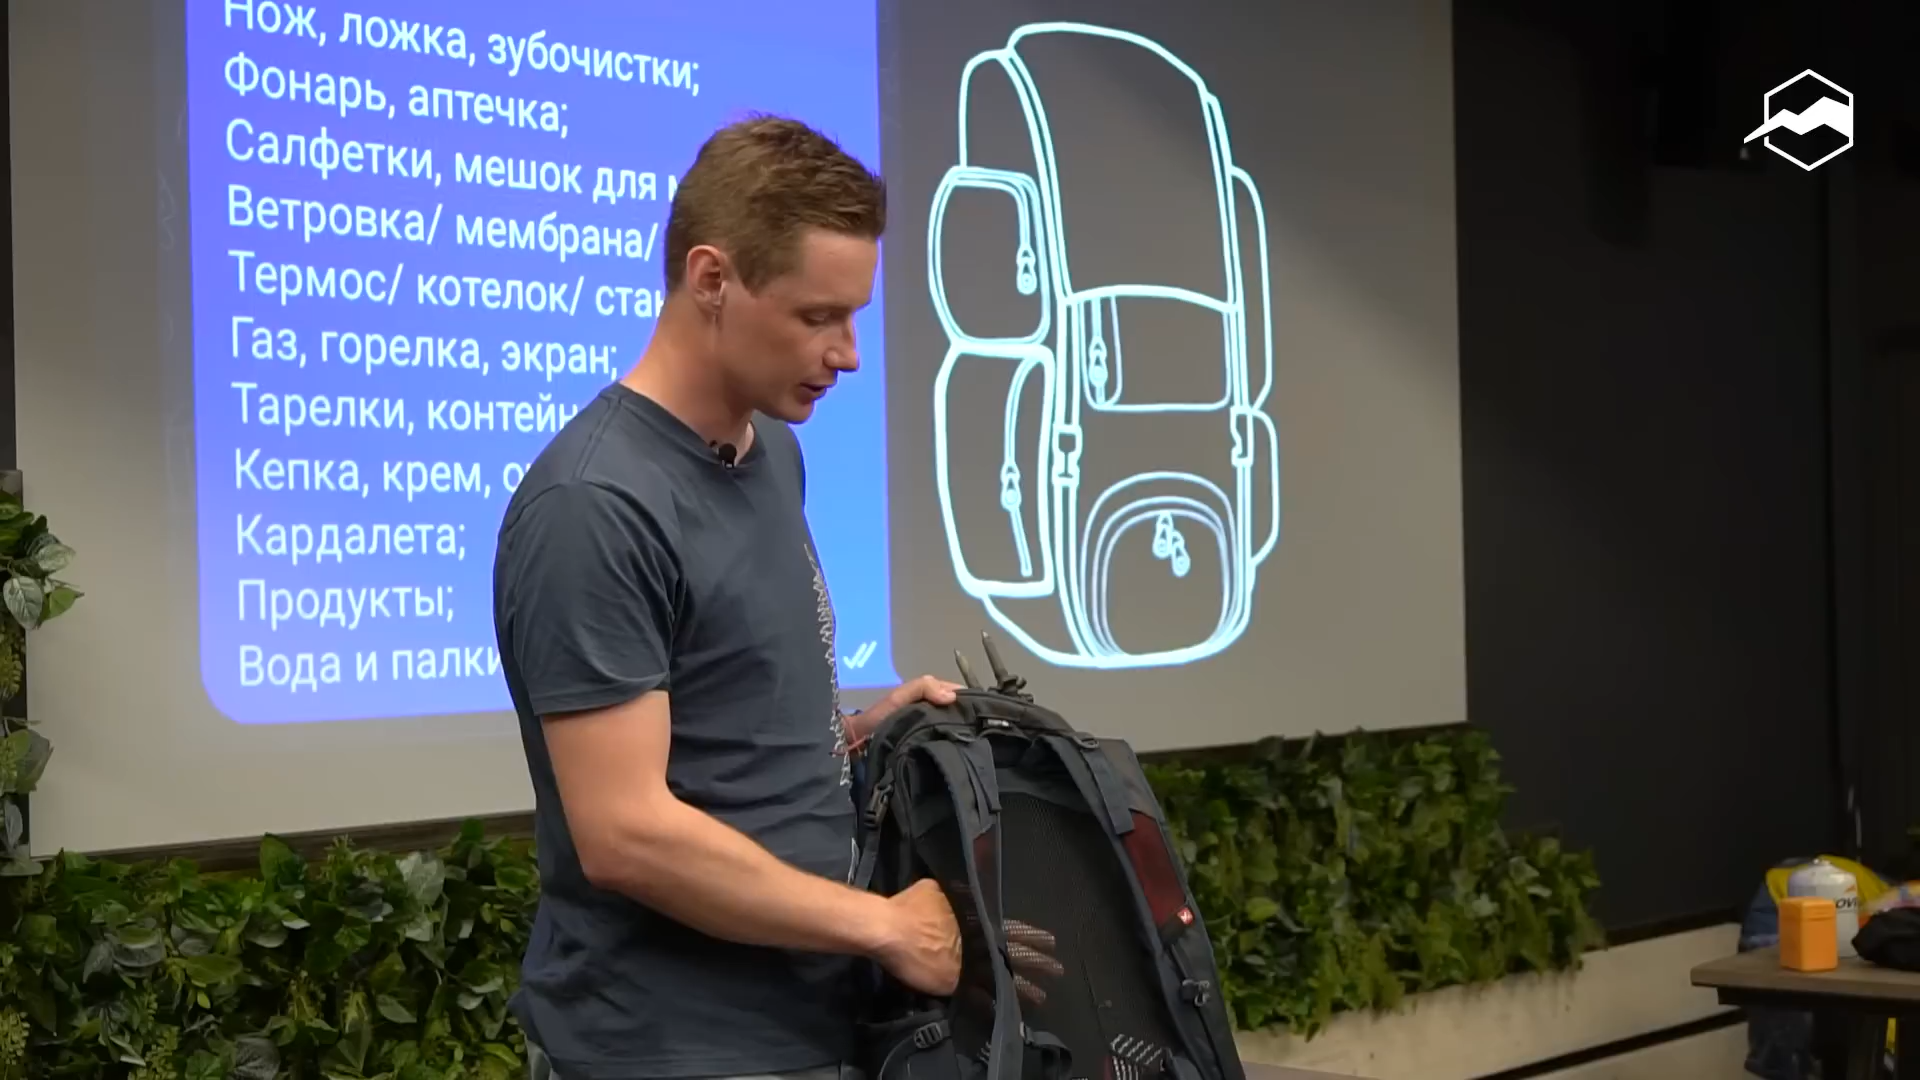 Нож, ложка, зубочистки;
Фонарь, аптечка;
Салфетки, мешок для
Ветровка/ мембрана/
Термос/ котелок/
Газ, горелка, экран;
Тарелки,
Кепка, крем,
Кардалета;
Продукты;
Вода и палки